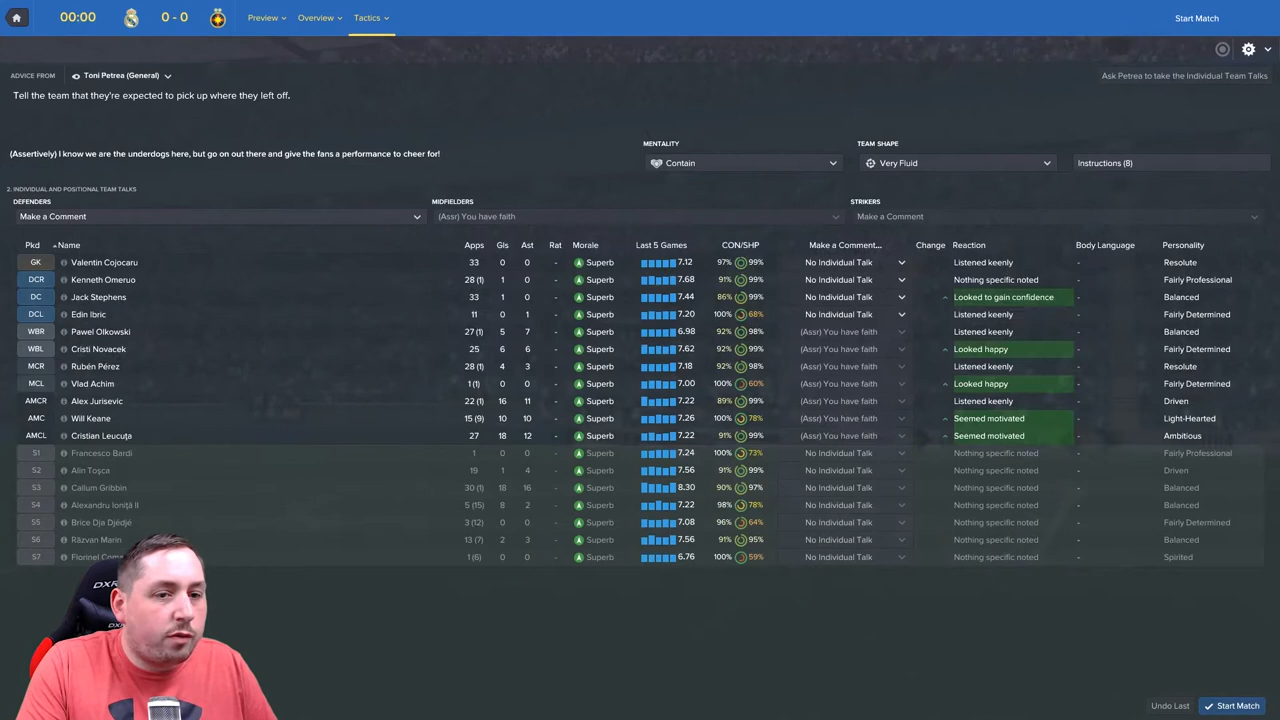 00:00 0 - 0 Preview Overview Tactics Start Match
ADVICE FROM Toni Petrea (General) Ask Petrea to take the Individual Team Talks
Tell the team that they're expected to pick up where they left off.
MENTALITY TEAM SHAPE
(Assertively) I know we are the underdogs here, but go on out there and give the fans a performance to cheer for! Contain Very Fluid Instructions (8)
2. INDIVIDUAL AND POSITIONAL TEAM TALKS
DEFENDERS MIDFIELDERS STRIKERS
Make a Comment (Assr) You have faith Make a Comment
Pkd Name Apps Gls Ast Rat Morale Last 5 Games CON/SHP Make a Comment... Change Reaction Body Language Personality
GK Valentin Cojocaru 33 0 0 - Superb 7.12 97% 99% No Individual Talk Listened keenly - Resolute
DCR Kenneth Omeruo 28 (1) 1 0 - Superb 7.68 91% 99% No Individual Talk Nothing specific noted - Fairly Professional
DC Jack Stephens 33 1 0 - Superb 7.44 86% 99% No Individual Talk Looked to gain confidence - Balanced
DCL Edin Ibric 11 0 1 - Superb 7.20 100% 68% No Individual Talk Listened keenly - Fairly Determined
WBR Pawel Olkowski 27 (1) 5 7 - Superb 6.98 92% 98% (Assr) You have faith Listened keenly - Balanced
WBL Cristi Novacek 25 6 6 - Superb 7.62 92% 99% (Assr) You have faith Looked happy - Fairly Determined
MCR Rubén Pérez 28 (1) 4 3 - Superb 7.18 92% 98% (Assr) You have faith Listened keenly - Resolute
MCL Vlad Achim 1 (1) 0 0 - Superb 7.00 100% 60% (Assr) You have faith Looked happy - Fairly Determined
AMCR Alex Jurisevic 22 (1) 16 11 - Superb 7.22 89% 99% (Assr) You have faith Listened keenly - Driven
AMC Will Keane 15 (9) 10 10 - Superb 7.26 100% 78% (Assr) You have faith Seemed motivated - Light-Hearted
AMCL Cristian Leucuţa 27 18 12 - Superb 7.22 91% 99% (Assr) You have faith Seemed motivated - Ambitious
S1 Francesco Bardi 1 0 0 - Superb 7.24 100% 73% No Individual Talk Nothing specific noted - Fairly Professional
S2 Alin Toşca 19 1 4 - Superb 7.56 91% 99% No Individual Talk Nothing specific noted - Driven
S3 Callum Gribbin 30 (1) 18 16 - Superb 8.30 90% 97% No Individual Talk Nothing specific noted - Balanced
S4 Alexandru Ioniţă II 5 (15) 8 2 - Superb 7.22 98% 78% No Individual Talk Nothing specific noted - Balanced
S5 Brice Dja Djédjé 3 (12) 0 0 - Superb 7.08 96% 64% No Individual Talk Nothing specific noted - Fairly Determined
S6 Răzvan Marin 13 (7) 2 3 - Superb 7.56 91% 95% No Individual Talk Nothing specific noted - Balanced
S7 Florinel 1 (6) 0 0 - Superb 6.76 100% 59% No Individual Talk Nothing specific noted - Spirited
DXR
Undo Last Start Match